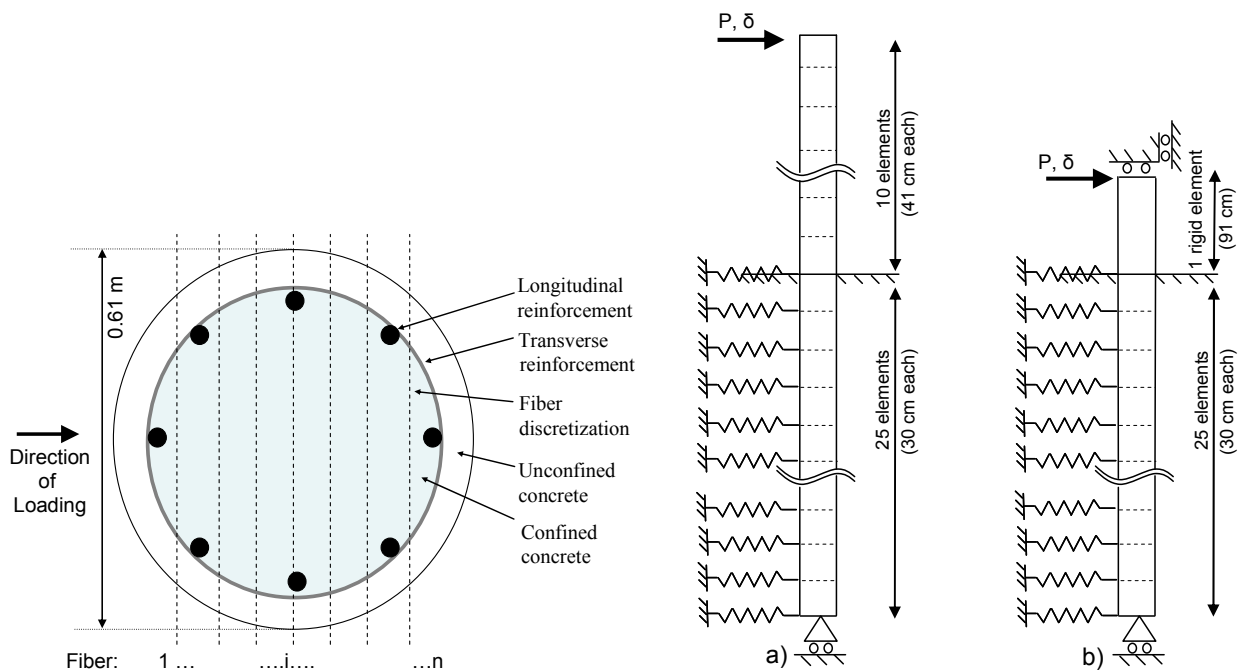 0.61 m
Direction
of
Loading
Longitudinal
reinforcement
Transverse
reinforcement
Fiber
discretization
Unconfined
concrete
Confined
concrete
Fiber: 1 ... ....i.... ...n
P, δ
10 elements
(41 cm each)
25 elements
(30 cm each)
a)
P, δ
1 rigid element
(91 cm)
25 elements
(30 cm each)
b)